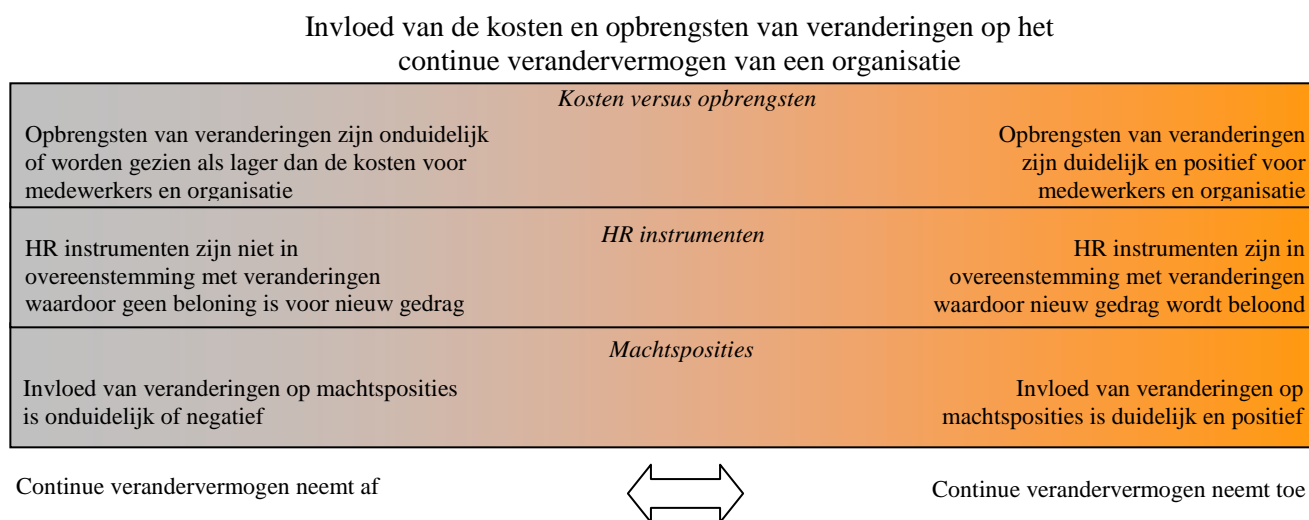 Invloed van de kosten en opbrengsten van veranderingen op het
continue verandervermogen van een organisatie
Kosten versus opbrengsten
Opbrengsten van veranderingen zijn onduidelijk
of worden gezien als lager dan de kosten voor
medewerkers en organisatie
Opbrengsten van veranderingen
zijn duidelijk en positief voor
medewerkers en organisatie
HR instrumenten
HR instrumenten zijn niet in
overeenstemming met veranderingen
waardoor geen beloning is voor nieuw gedrag
HR instrumenten zijn in
overeenstemming met veranderingen
waardoor nieuw gedrag wordt beloond
Machtsposities
Invloed van veranderingen op machtsposities
is onduidelijk of negatief
Invloed van veranderingen op
machtsposities is duidelijk en positief
Continue verandervermogen neemt af
Continue verandervermogen neemt toe